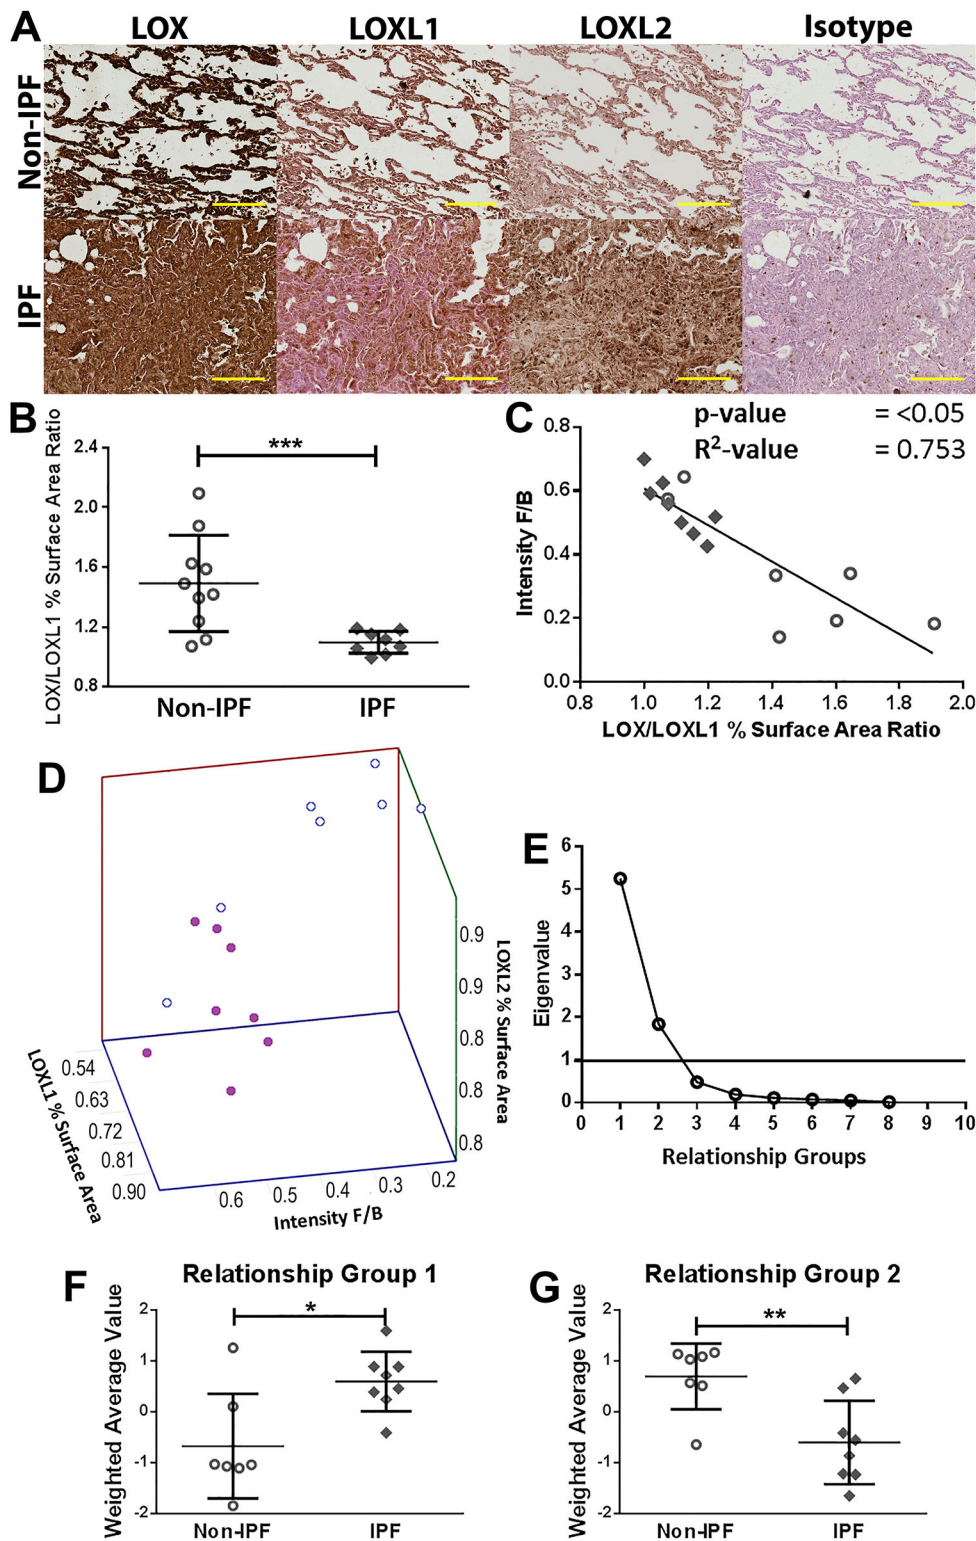 A
LOX LOXL1 LOXL2 Isotype
Non-IPF
IPF
B
***
LOX/LOXL1 % Surface Area Ratio
2.4
2.0
1.6
1.2
0.8
Non-IPF IPF
C
p-value = <0.05
R²-value = 0.753
Intensity F/B
0.8
0.6
0.4
0.2
0.0
0.8 1.0 1.2 1.4 1.6 1.8 2.0
LOX/LOXL1 % Surface Area Ratio
D
0.9
0.9
0.8
0.8
0.8
LOXL2 % Surface Area
0.54
0.63
0.72
0.81
0.90
LOXL1 % Surface Area
0.6 0.5 0.4 0.3 0.2
Intensity F/B
E
Eigenvalue
6
5
4
3
2
1
0
0 1 2 3 4 5 6 7 8 9 10
Relationship Groups
F
Relationship Group 1
*
Weighted Average Value
2
1
0
-1
-2
Non-IPF IPF
G
Relationship Group 2
**
Weighted Average Value
2
1
0
-1
-2
Non-IPF IPF